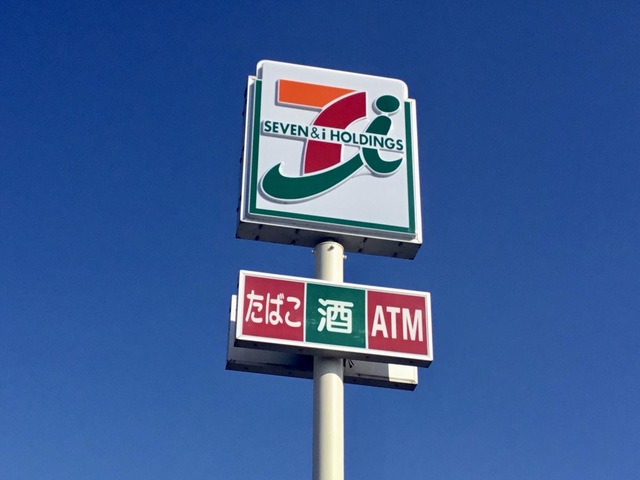 SEVEN & i HOLDINGS
たばこ 酒 ATM